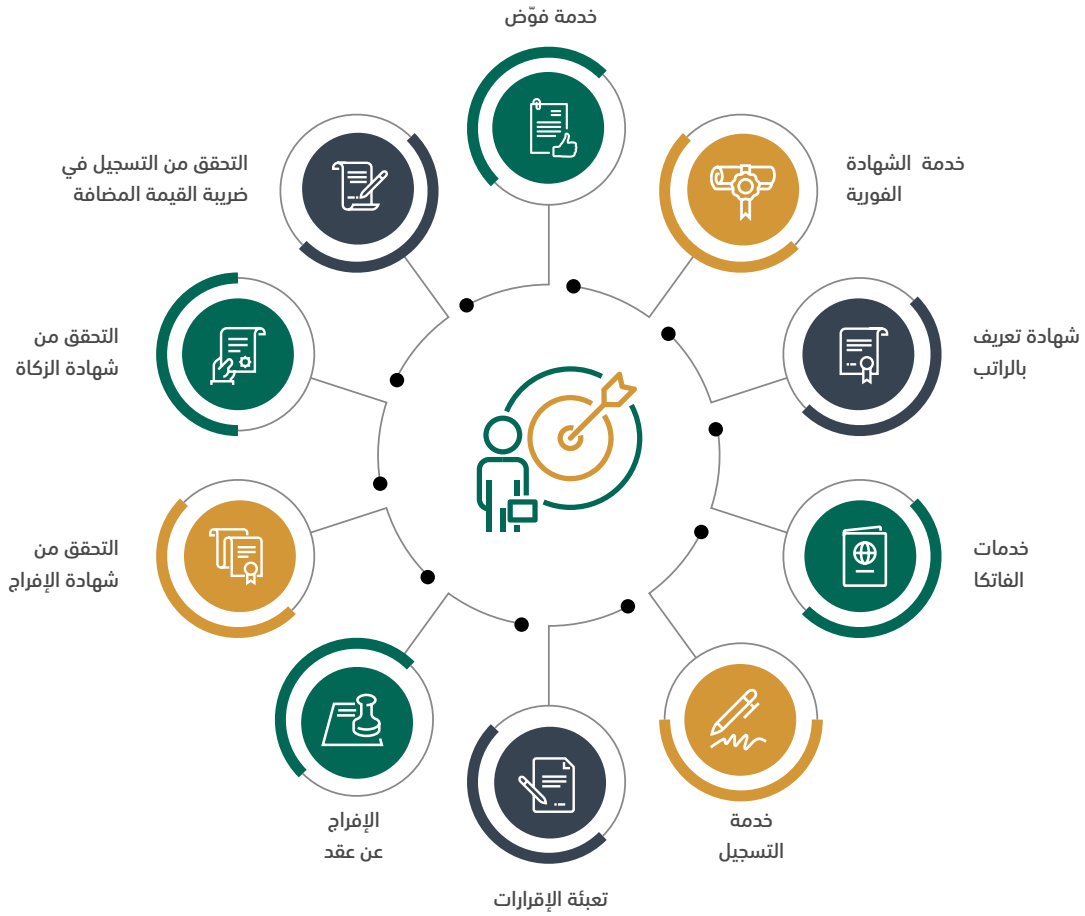 خدمة فوّض
خدمة الشهادة
الفورية
شهادة تعريف
بالراتب
خدمات
الفاتكا
خدمة
التسجيل
تعبئة الإقرارات
الإفراج
عن عقد
التحقق من
شهادة الإفراج
التحقق من
شهادة الزكاة
التحقق من التسجيل في
ضريبة القيمة المضافة